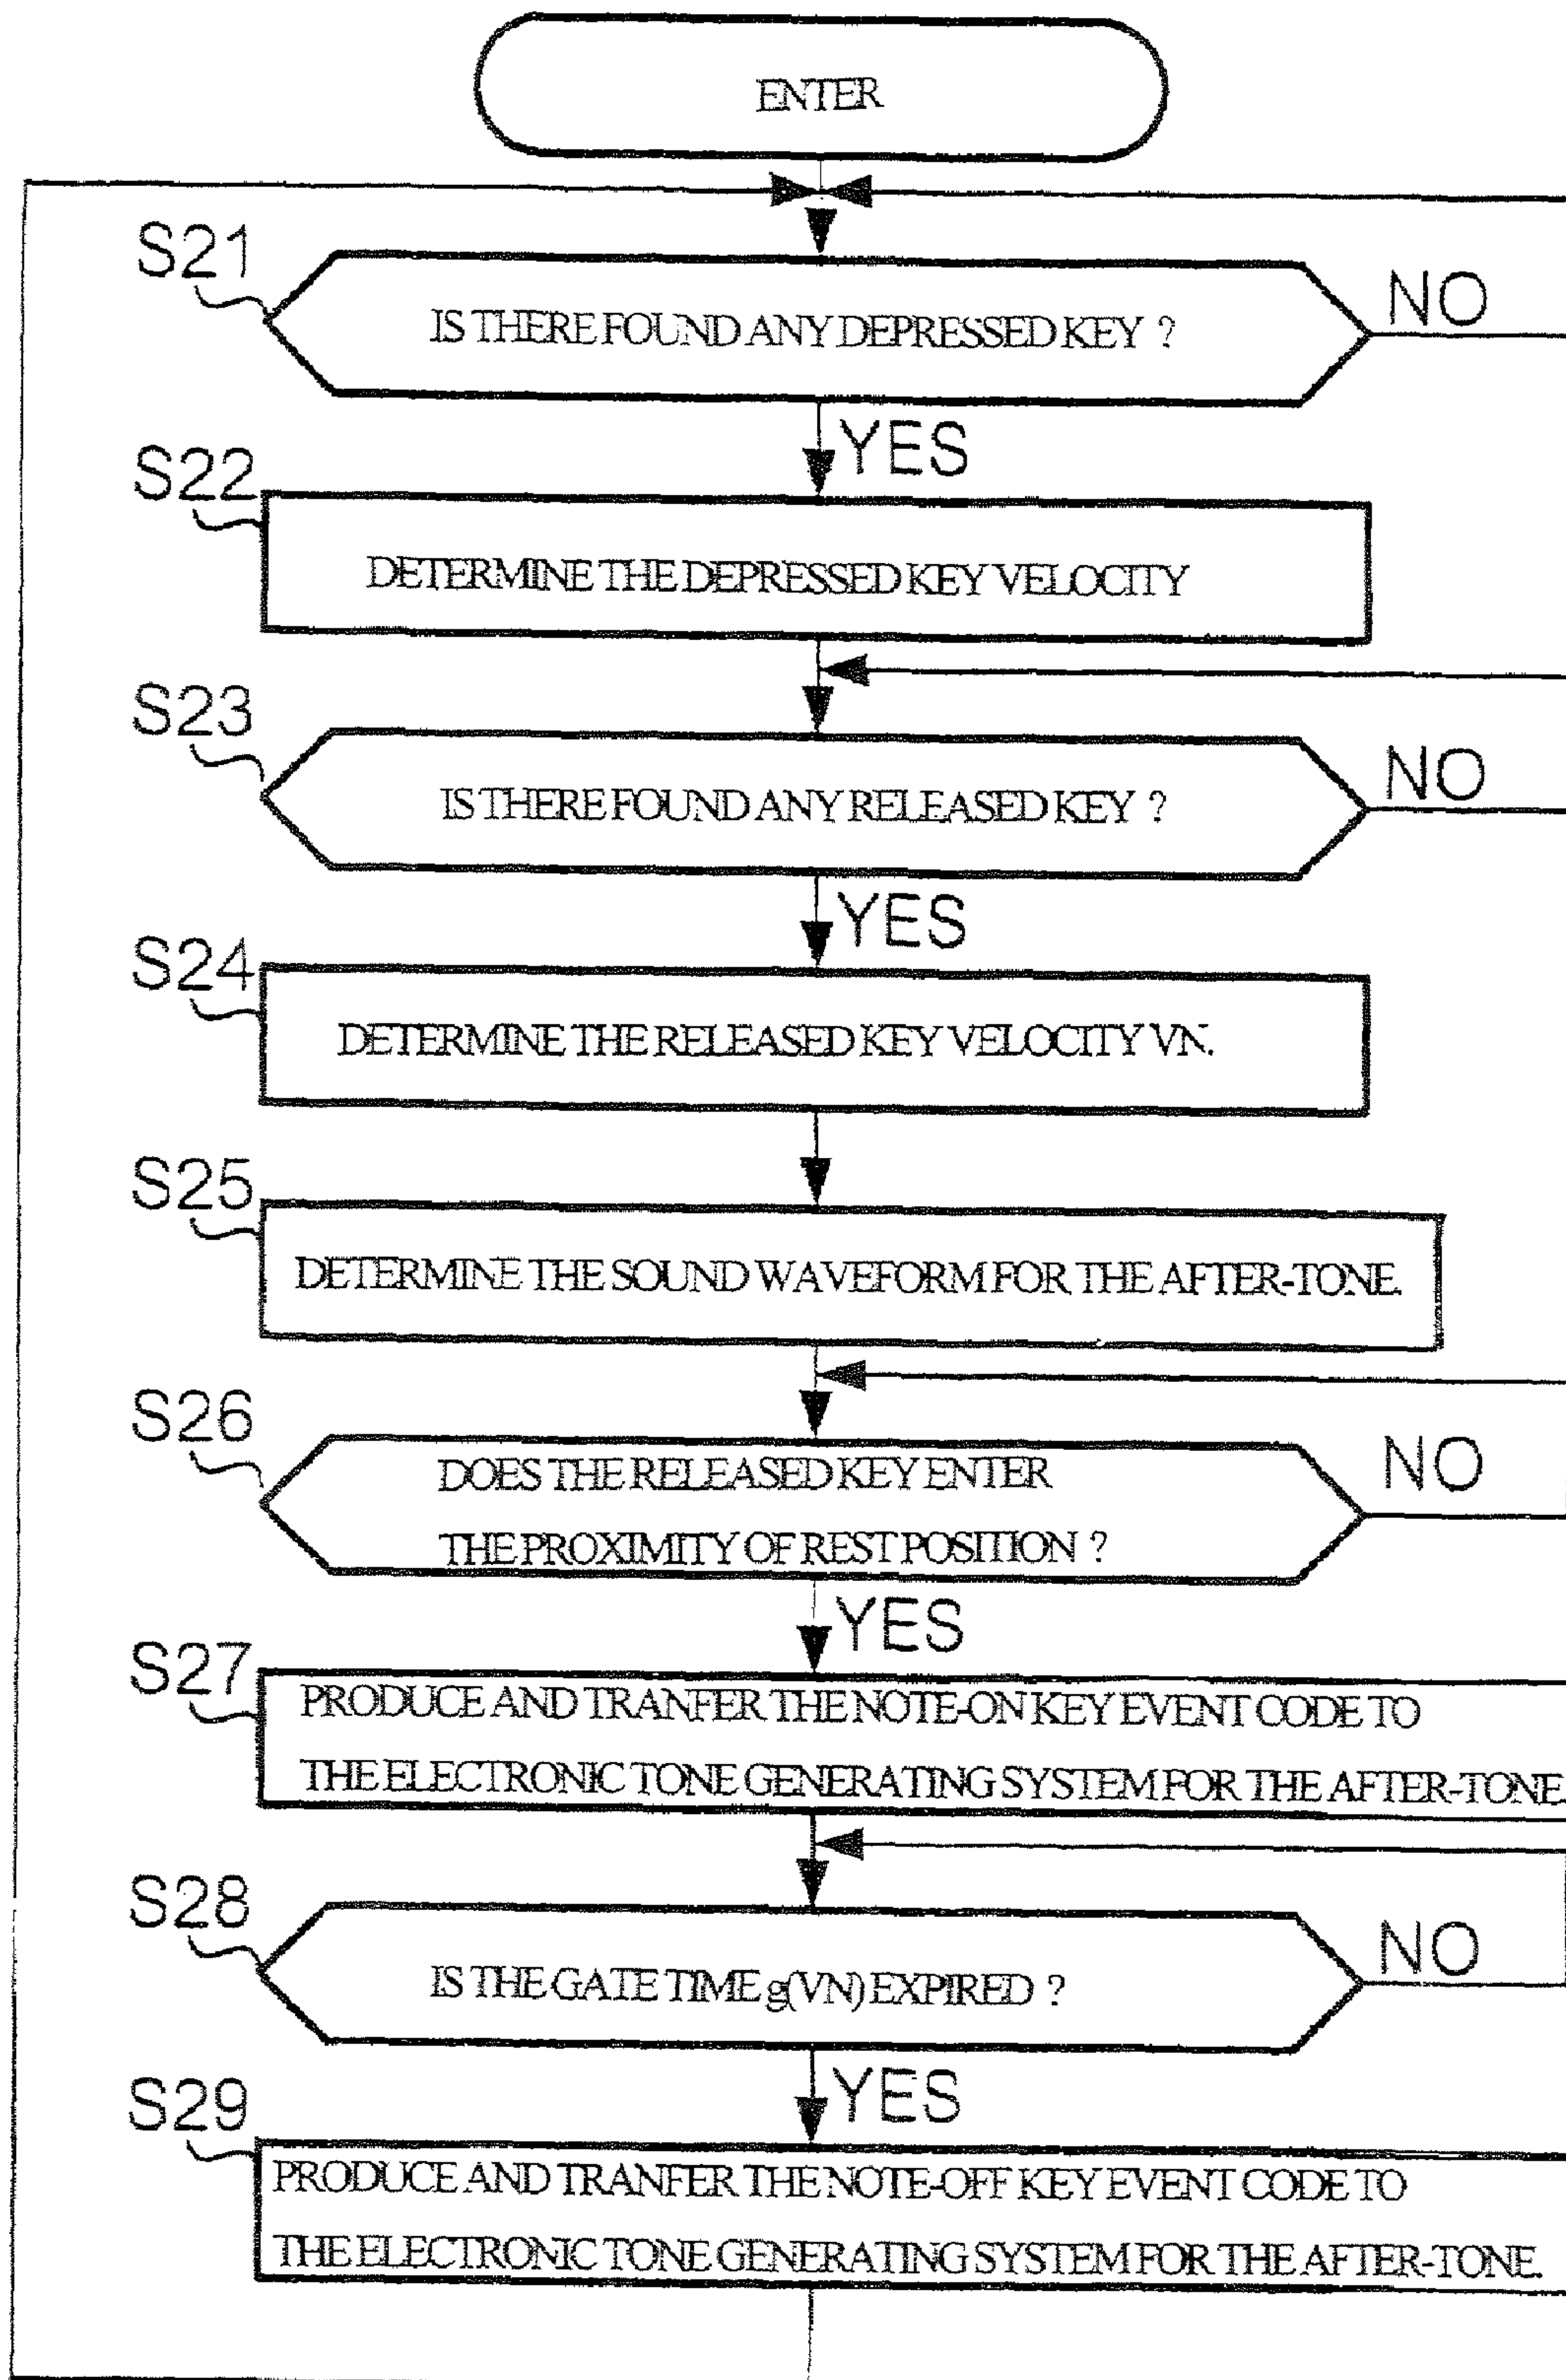 ENTER
S21
IS THERE FOUND ANY DEPRESSED KEY ?
NO
YES
S22
DETERMINE THE DEPRESSED KEY VELOCITY
S23
IS THERE FOUND ANY RELEASED KEY ?
NO
YES
S24
DETERMINE THE RELEASED KEY VELOCITY VN.
S25
DETERMINE THE SOUND WAVEFORM FOR THE AFTER-TONE.
S26
DOES THE RELEASED KEY ENTER
THE PROXIMITY OF REST POSITION ?
NO
YES
S27
PRODUCE AND TRANFER THE NOTE-ON KEY EVENT CODE TO
THE ELECTRONIC TONE GENERATING SYSTEM FOR THE AFTER-TONE.
S28
IS THE GATE TIME g(VN) EXPIRED ?
NO
YES
S29
PRODUCE AND TRANFER THE NOTE-OFF KEY EVENT CODE TO
THE ELECTRONIC TONE GENERATING SYSTEM FOR THE AFTER-TONE.